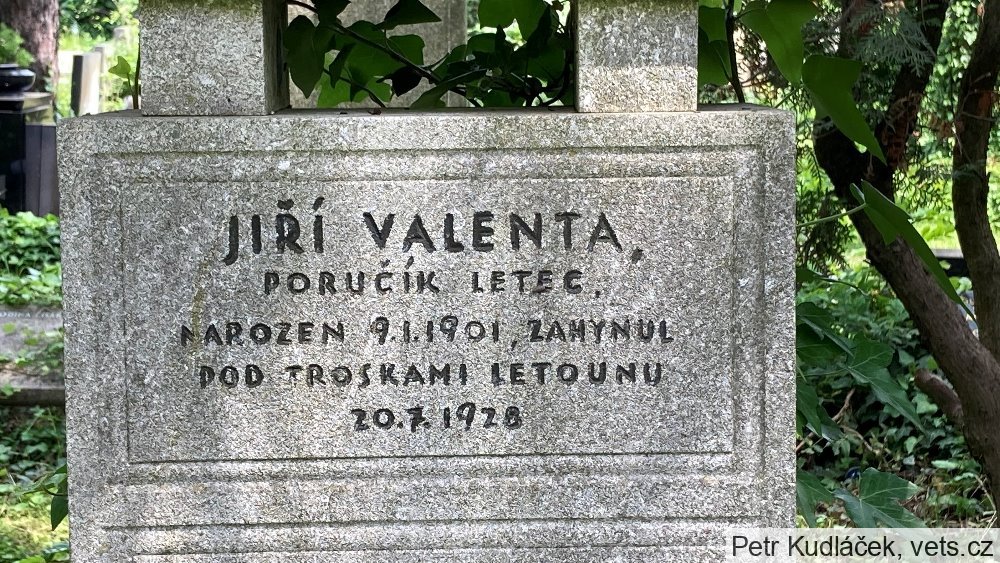 JIŘÍ VALENTA,
PORUČÍK LETEC,
NAROZEN 9.1.1901, ZAHYNUL
POD TROSKAMI LETOUNU
20.7.1928
Petr Kudláček, vets.cz